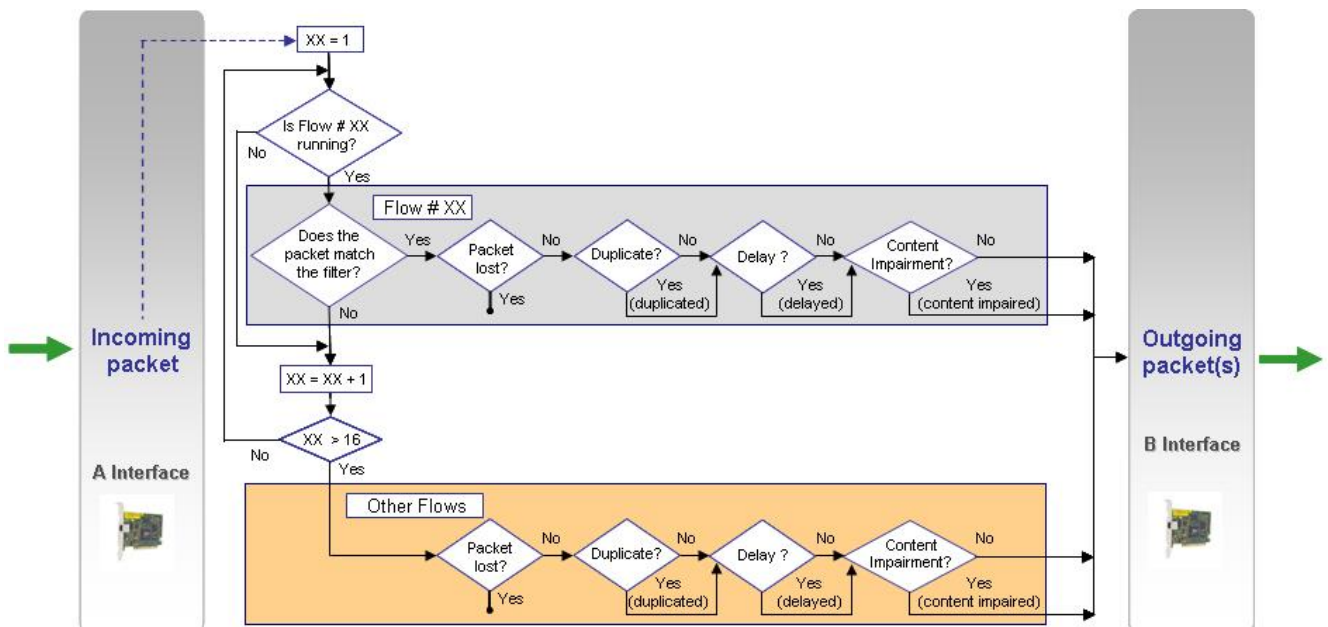 XX = 1
Is Flow # XX
running?
No
Yes
Flow # XX
Does the
packet match
the filter?
Yes
No
Packet
lost?
No
Yes
Duplicate?
No
Yes
(duplicated)
Delay ?
No
Yes
(delayed)
Content
Impairment?
No
Yes
(content impaired)
Incoming
packet
A Interface
XX = XX + 1
XX > 16
No
Yes
Other Flows
Packet
lost?
No
Yes
Duplicate?
No
Yes
(duplicated)
Delay ?
No
Yes
(delayed)
Content
Impairment?
No
Yes
(content impaired)
Outgoing
packet(s)
B Interface